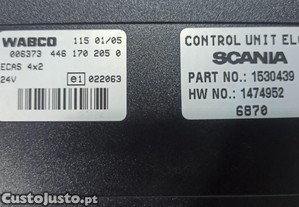 WABCO 115 01/05
006373 446 170 205 0
ECAS 4x2
24V e1 022063
CONTROL UNIT EL
SCANIA
PART NO.: 1530439
HW NO.: 1474952
6870
CustoJusto.pt